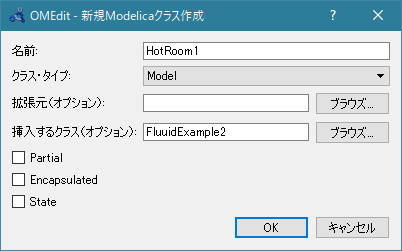 OMEdit - 新規Modelicaクラス作成
名前:
HotRoom1
クラス・タイプ:
Model
拡張元(オプション):
ブラウズ...
挿入するクラス(オプション):
FluuidExample2
ブラウズ...
Partial
Encapsulated
State
OK
キャンセル